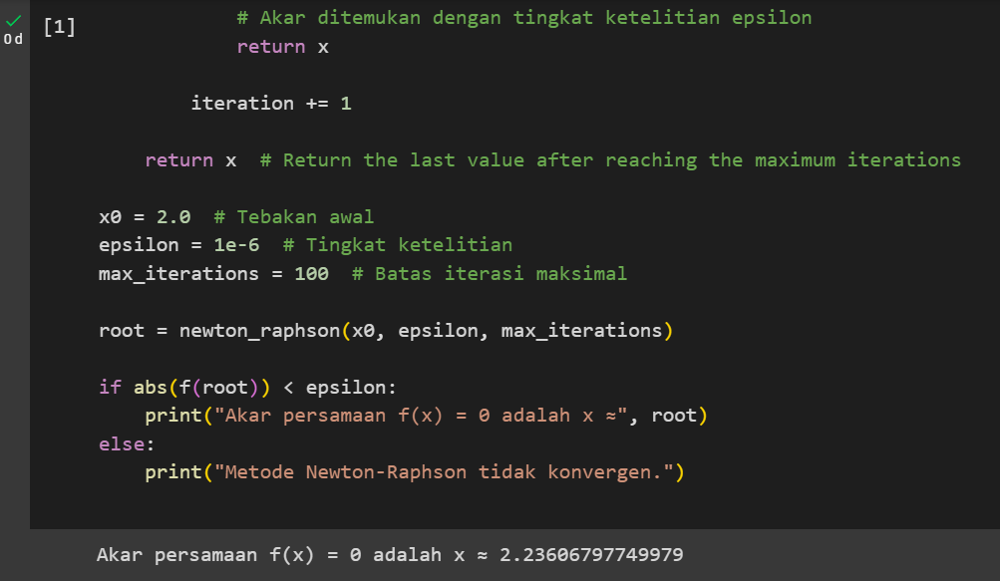 [1]
0 d
# Akar ditemukan dengan tingkat ketelitian epsilon
return x
iteration += 1
return x  # Return the last value after reaching the maximum iterations
x0 = 2.0  # Tebakan awal
epsilon = 1e-6  # Tingkat ketelitian
max_iterations = 100  # Batas iterasi maksimal
root = newton_raphson(x0, epsilon, max_iterations)
if abs(f(root)) < epsilon:
print("Akar persamaan f(x) = 0 adalah x ≈", root)
else:
print("Metode Newton-Raphson tidak konvergen.")
Akar persamaan f(x) = 0 adalah x ≈ 2.23606797749979